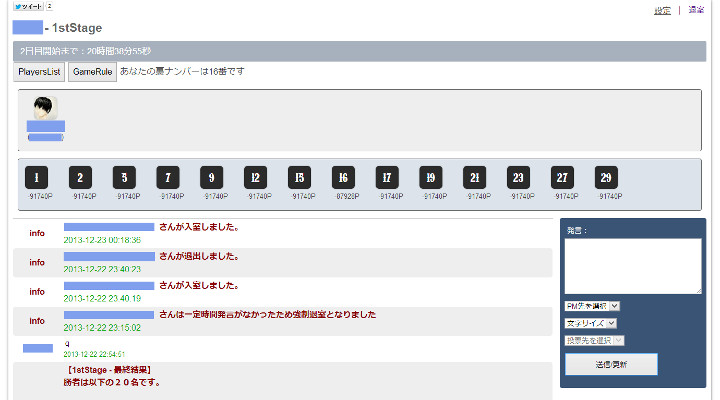 ツイート 2
設定 | 退室
- 1stStage
2日目開始まで：20時間38分55秒
PlayersList GameRule あなたの裏ナンバーは16番です
1 2 5 7 9 12 15 16 17 19 21 23 27 29
91740P 91740P 91740P 91740P 91740P 91740P 91740P 87928P 91740P 91740P 91740P 91740P 91740P 91740P
info さんが入室しました。
2013-12-23 00:18:36
info さんが退出しました。
2013-12-22 23:40:23
info さんが入室しました。
2013-12-22 23:40:19
info さんは一定時間発言がなかったため強制退室となりました
2013-12-22 23:15:02
q
2013-12-22 22:54:51
【1stStage - 最終結果】
勝者は以下の２０名です。
発言：
PM先を選択
文字サイズ
投票先を選択
送信/更新